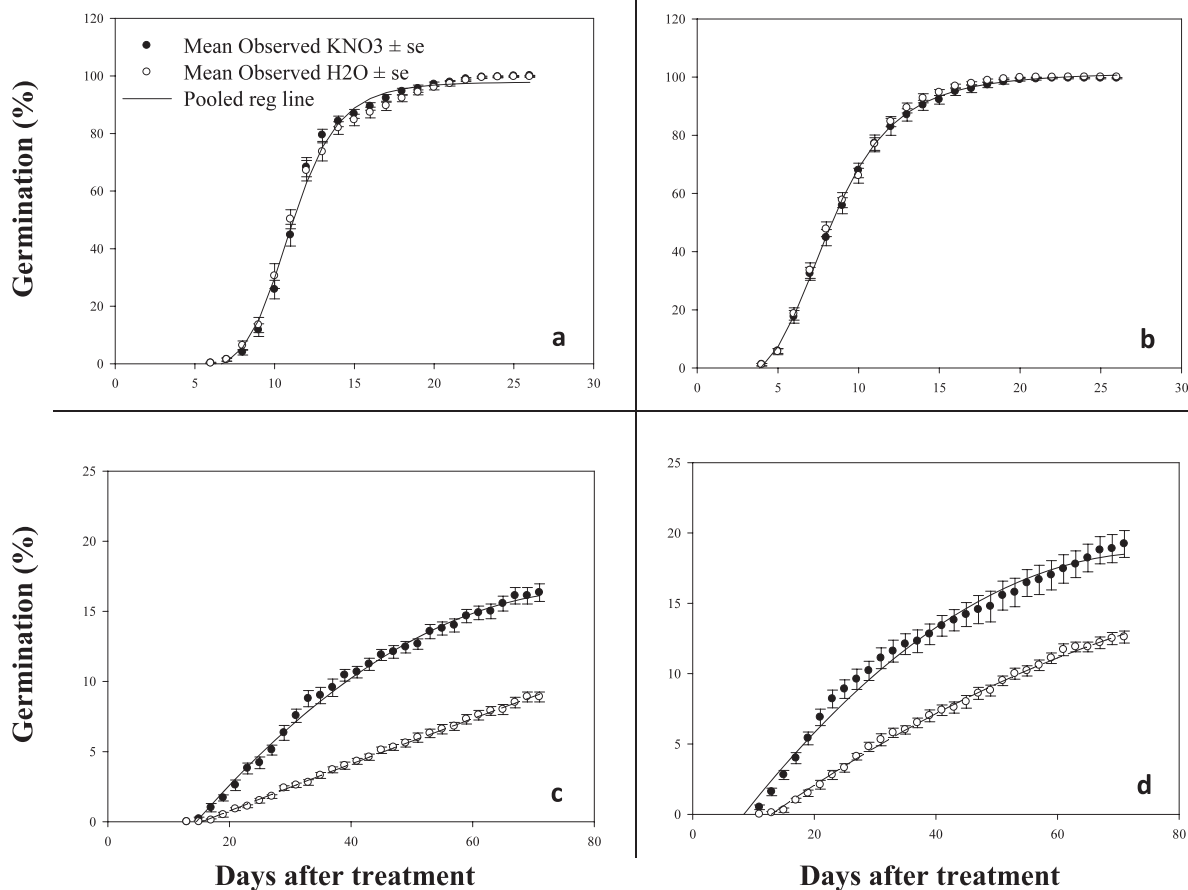 120
100
80
60
40
20
0
Germination (%)
Mean Observed KNO3 ± se
Mean Observed H2O ± se
Pooled reg line
a
0 5 10 15 20 25 30
120
100
80
60
40
20
0
b
0 5 10 15 20 25 30
25
20
15
10
5
0
Germination (%)
c
0 20 40 60 80
Days after treatment
25
20
15
10
5
0
d
0 20 40 60 80
Days after treatment